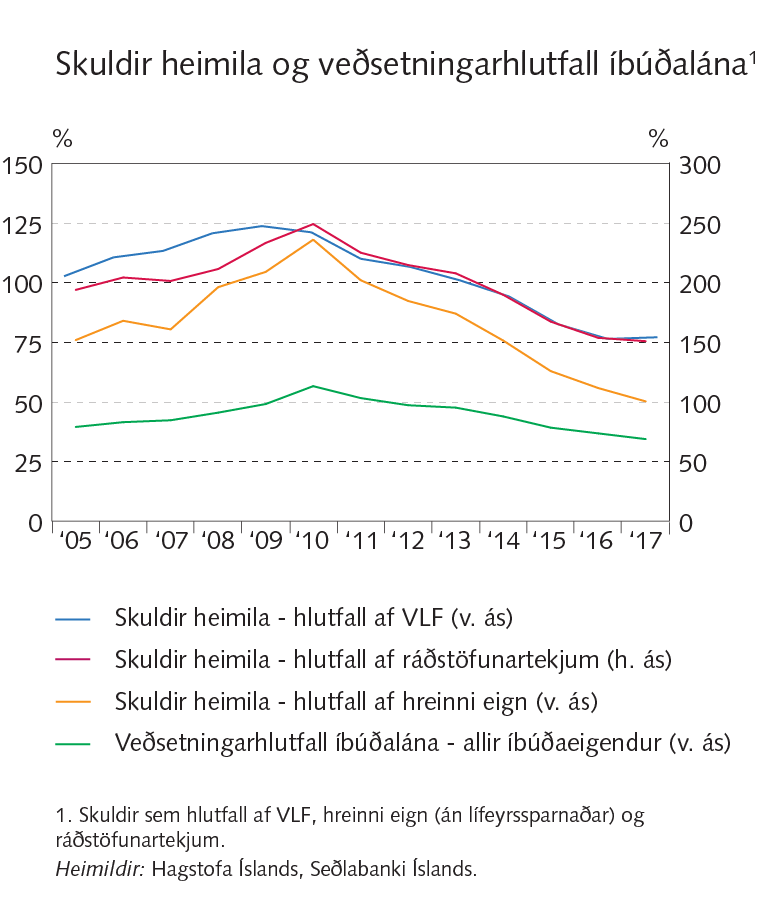 Skuldir heimila og veðsetningarhlutfall íbúðalána¹
% %
150 300
125 250
100 200
75 150
50 100
25 50
0 0
‘05 ‘06 ‘07 ‘08 ‘09 ‘10 ‘11 ‘12 ‘13 ‘14 ‘15 ‘16 ‘17
Skuldir heimila - hlutfall af VLF (v. ás)
Skuldir heimila - hlutfall af ráðstöfunartekjum (h. ás)
Skuldir heimila - hlutfall af hreinni eign (v. ás)
Veðsetningarhlutfall íbúðalána - allir íbúðaeigendur (v. ás)
1. Skuldir sem hlutfall af VLF, hreinni eign (án lífeyrssparnaðar) og
ráðstöfunartekjum.
Heimildir: Hagstofa Íslands, Seðlabanki Íslands.